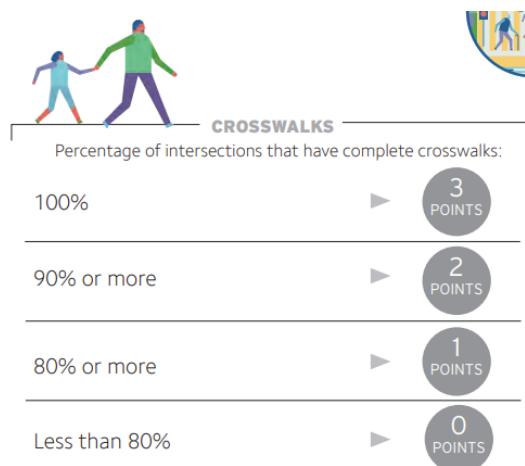 CROSSWALKS
Percentage of intersections that have complete crosswalks:
100%
3
POINTS
90% or more
2
POINTS
80% or more
1
POINTS
Less than 80%
0
POINTS